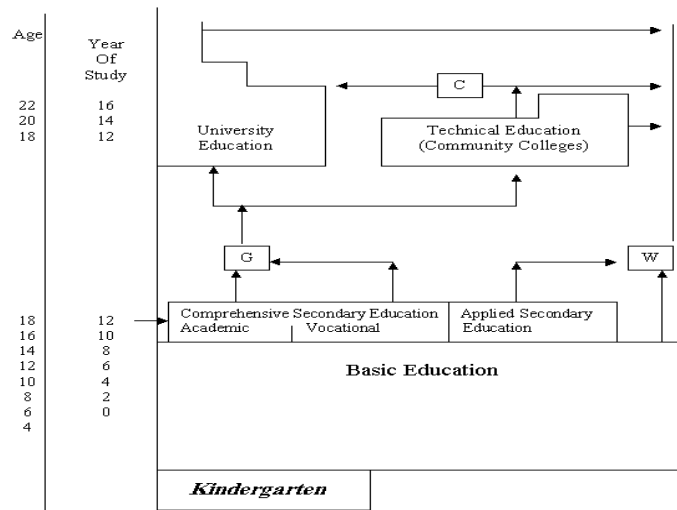 Age
Year
Of
Study
22 16
20 14
18 12
C
University
Education
Technical Education
(Community Colleges)
G
W
18 12
16 10
14 8
12 6
10 4
8 2
6 0
4
Comprehensive Secondary Education
Academic Vocational
Applied Secondary
Education
Basic Education
Kindergarten